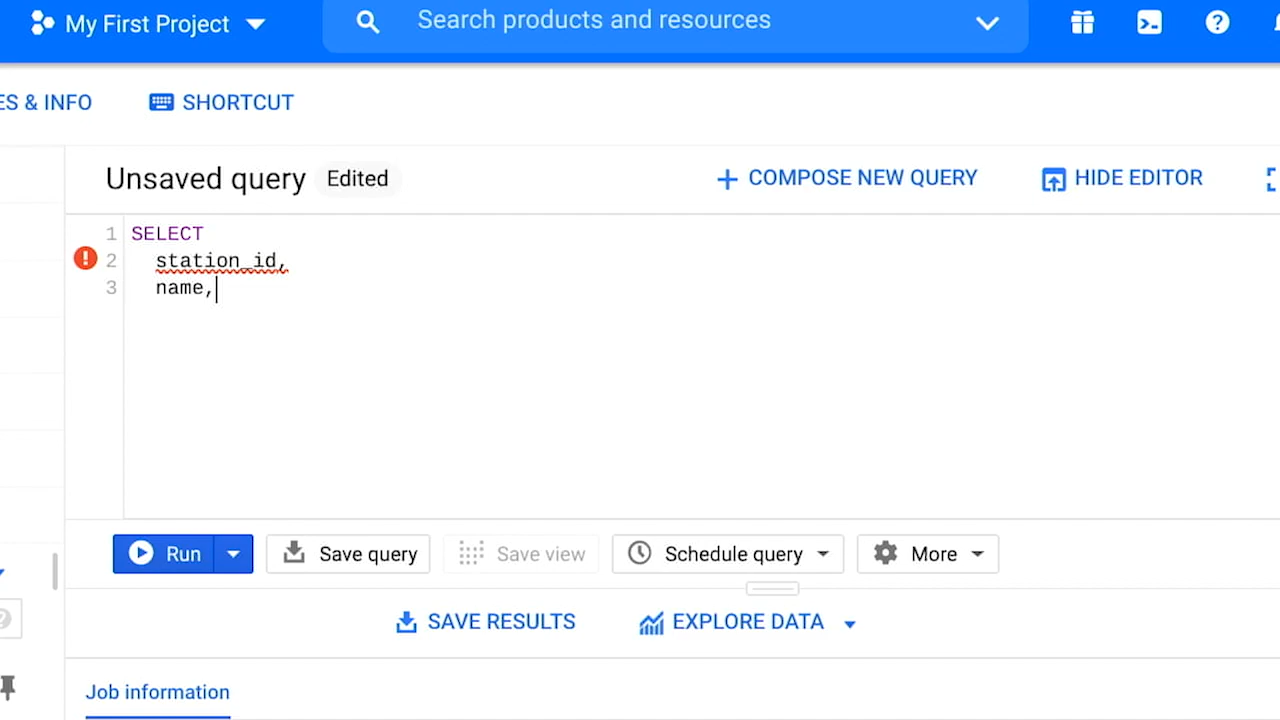 My First Project
Search products and resources
ES & INFO
SHORTCUT
Unsaved query
Edited
COMPOSE NEW QUERY
HIDE EDITOR
1 SELECT
2 station_id,
3 name,
Run
Save query
Save view
Schedule query
More
SAVE RESULTS
EXPLORE DATA
Job information